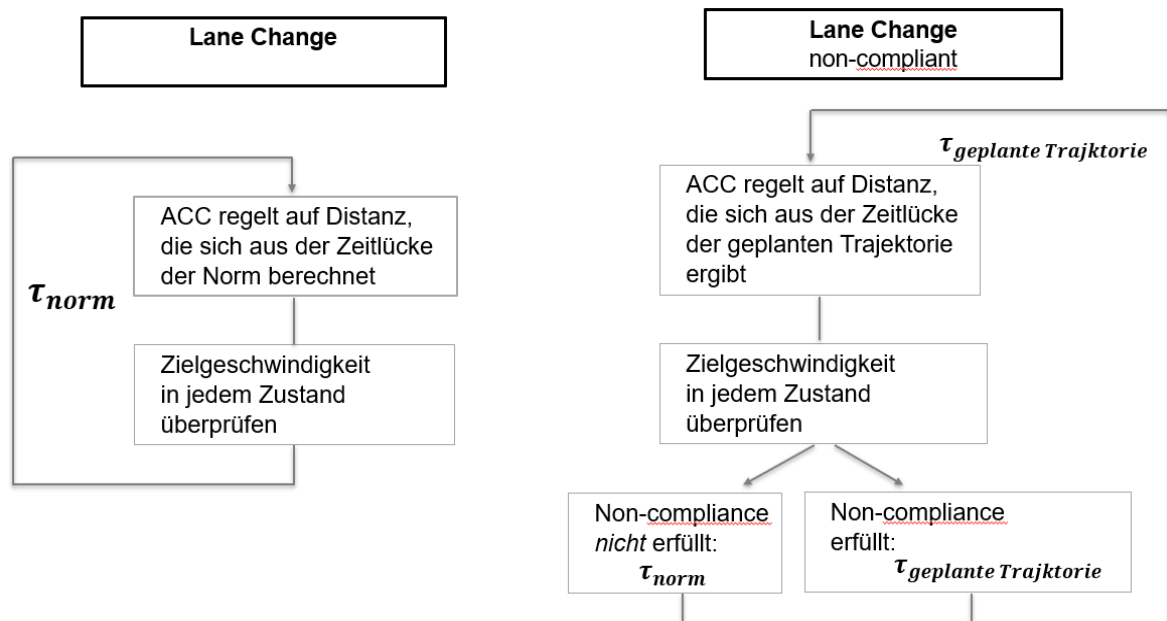 Lane Change
τ_norm
ACC regelt auf Distanz,
die sich aus der Zeitlücke
der Norm berechnet
Zielgeschwindigkeit
in jedem Zustand
überprüfen
Lane Change
non-compliant
τ_geplante Trajktorie
ACC regelt auf Distanz,
die sich aus der Zeitlücke
der geplanten Trajektorie
ergibt
Zielgeschwindigkeit
in jedem Zustand
überprüfen
Non-compliance
nicht erfüllt:
τ_norm
Non-compliance
erfüllt:
τ_geplante Trajktorie